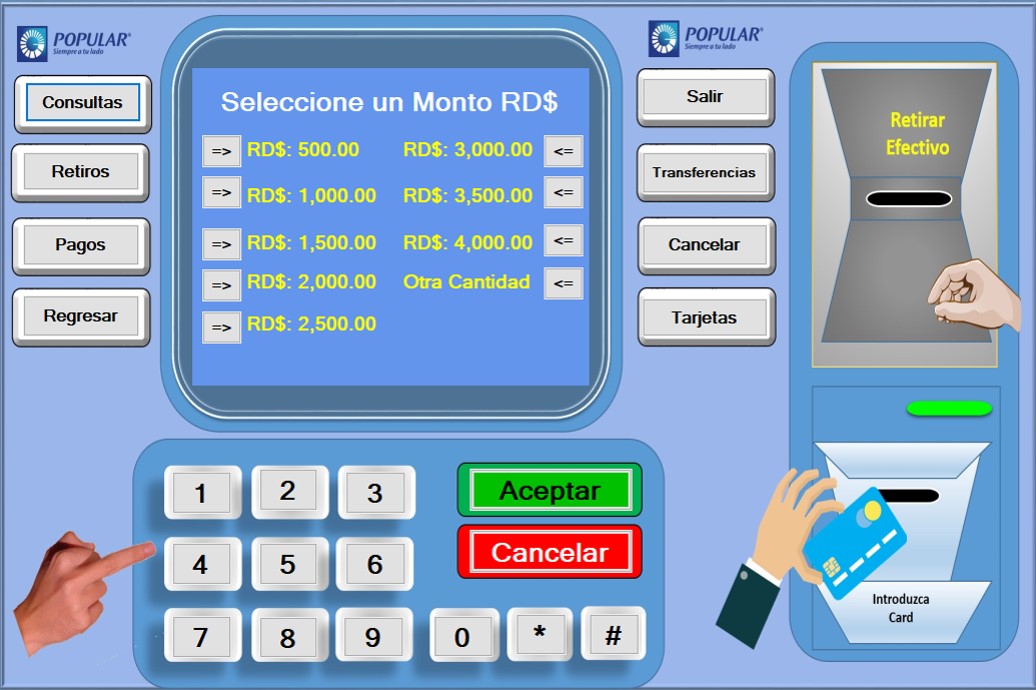 POPULAR®
Siempre a tu lado
Consultas
Retiros
Pagos
Regresar
Seleccione un Monto RD$
=> RD$: 500.00 RD$: 3,000.00 <=
=> RD$: 1,000.00 RD$: 3,500.00 <=
=> RD$: 1,500.00 RD$: 4,000.00 <=
=> RD$: 2,000.00 Otra Cantidad <=
=> RD$: 2,500.00
POPULAR®
Siempre a tu lado
Salir
Transferencias
Cancelar
Tarjetas
Retirar
Efectivo
1 2 3
4 5 6
7 8 9 0 * #
Aceptar
Cancelar
Introduzca
Card